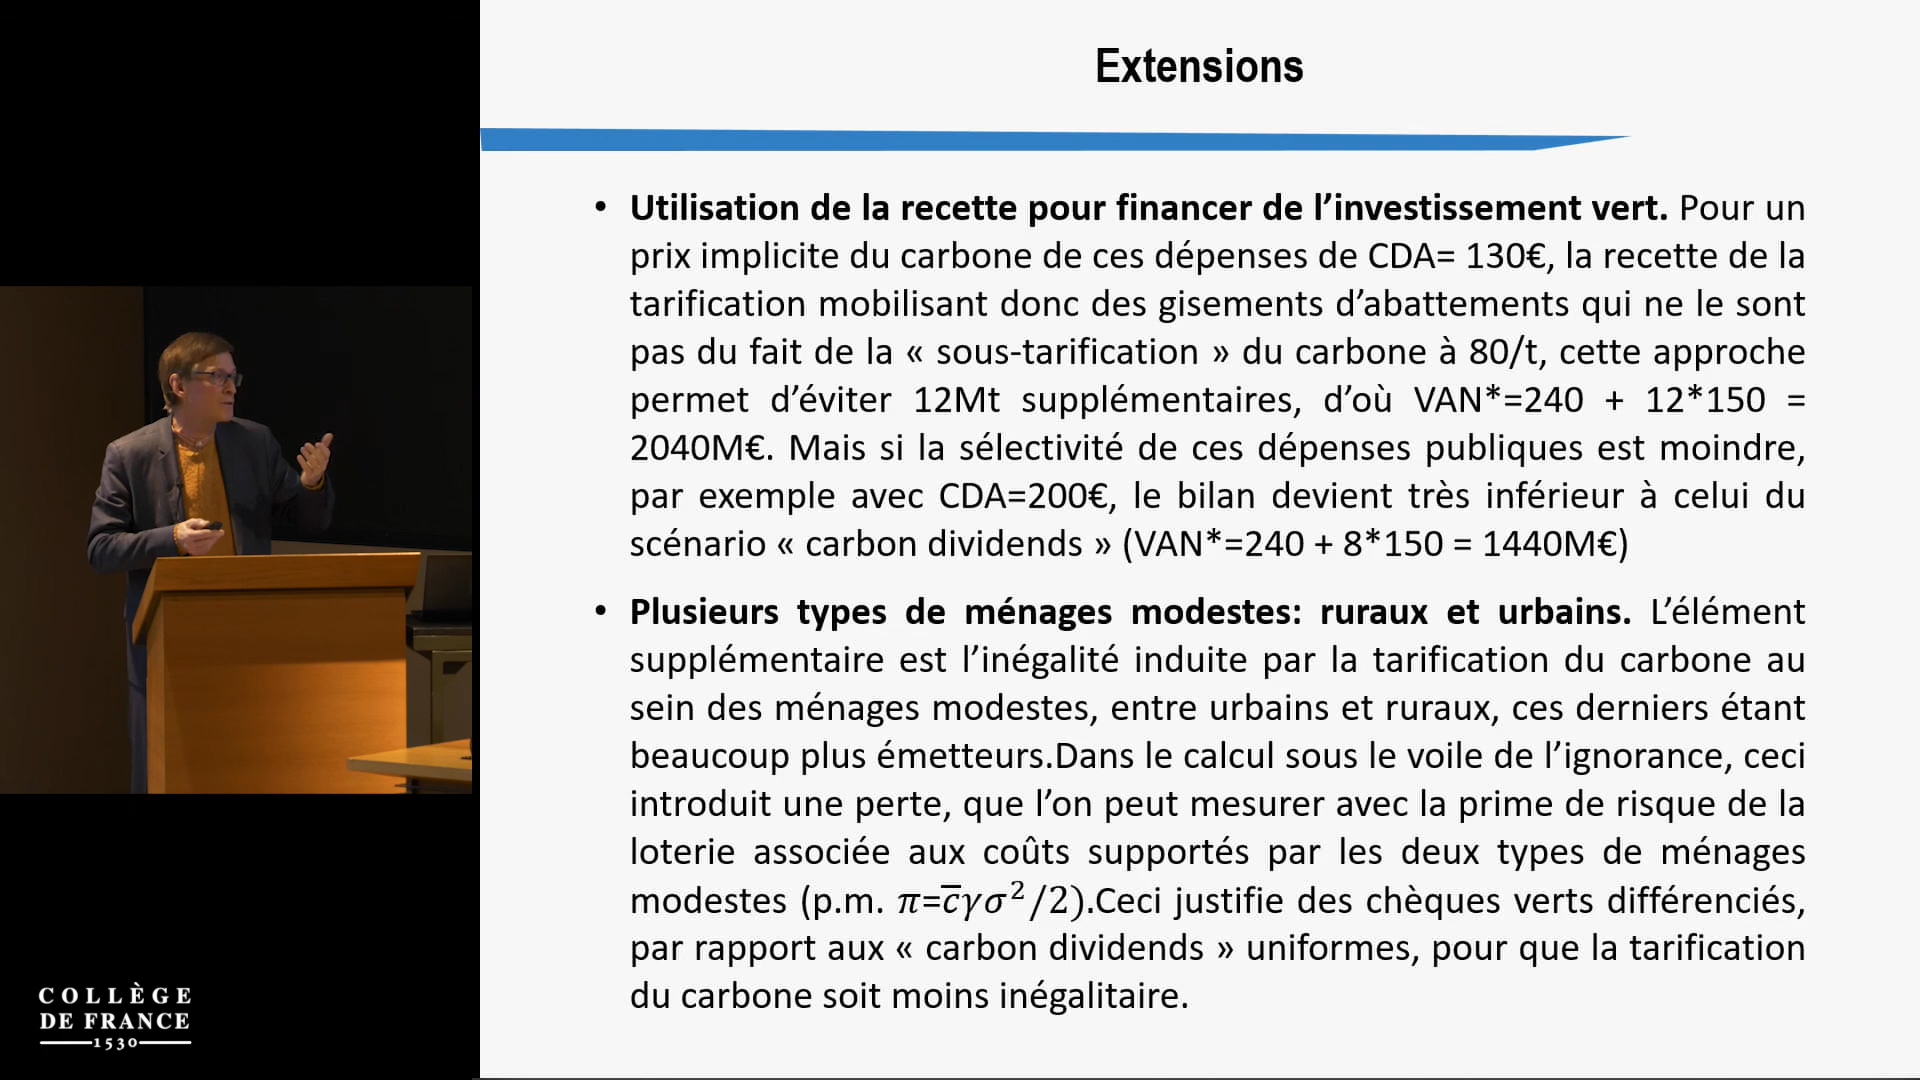 Extensions
• Utilisation de la recette pour financer de l’investissement vert. Pour un
prix implicite du carbone de ces dépenses de CDA= 130€, la recette de la
tarification mobilisant donc des gisements d’abattements qui ne le sont
pas du fait de la « sous-tarification » du carbone à 80/t, cette approche
permet d’éviter 12Mt supplémentaires, d’où VAN*=240 + 12*150 =
2040M€. Mais si la sélectivité de ces dépenses publiques est moindre,
par exemple avec CDA=200€, le bilan devient très inférieur à celui du
scénario « carbon dividends » (VAN*=240 + 8*150 = 1440M€)
• Plusieurs types de ménages modestes: ruraux et urbains. L’élément
supplémentaire est l’inégalité induite par la tarification du carbone au
sein des ménages modestes, entre urbains et ruraux, ces derniers étant
beaucoup plus émetteurs.Dans le calcul sous le voile de l’ignorance, ceci
introduit une perte, que l’on peut mesurer avec la prime de risque de la
loterie associée aux coûts supportés par les deux types de ménages
modestes (p.m. π=c̅γσ²/2).Ceci justifie des chèques verts différenciés,
par rapport aux « carbon dividends » uniformes, pour que la tarification
du carbone soit moins inégalitaire.
COLLÈGE
DE FRANCE
1530